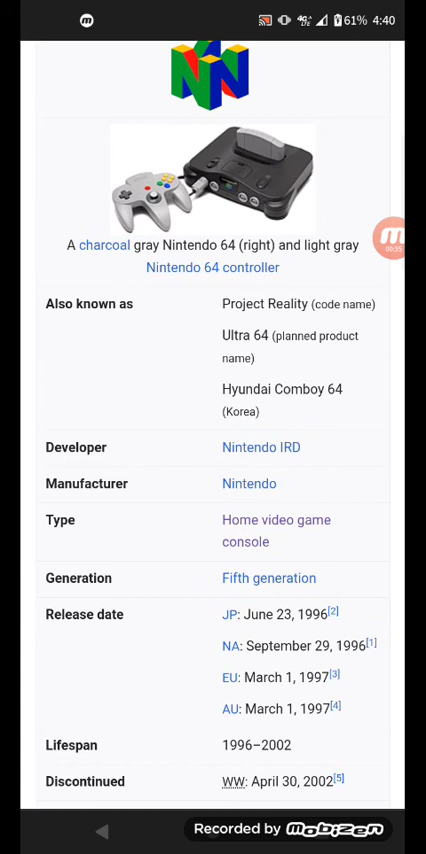 61% 4:40
A charcoal gray Nintendo 64 (right) and light gray
Nintendo 64 controller
00:35
Also known as
Project Reality (code name)
Ultra 64 (planned product
name)
Hyundai Comboy 64
(Korea)
Developer
Nintendo IRD
Manufacturer
Nintendo
Type
Home video game
console
Generation
Fifth generation
Release date
JP: June 23, 1996[2]
NA: September 29, 1996[1]
EU: March 1, 1997[3]
AU: March 1, 1997[4]
Lifespan
1996–2002
Discontinued
WW: April 30, 2002[5]
Recorded by mobizen